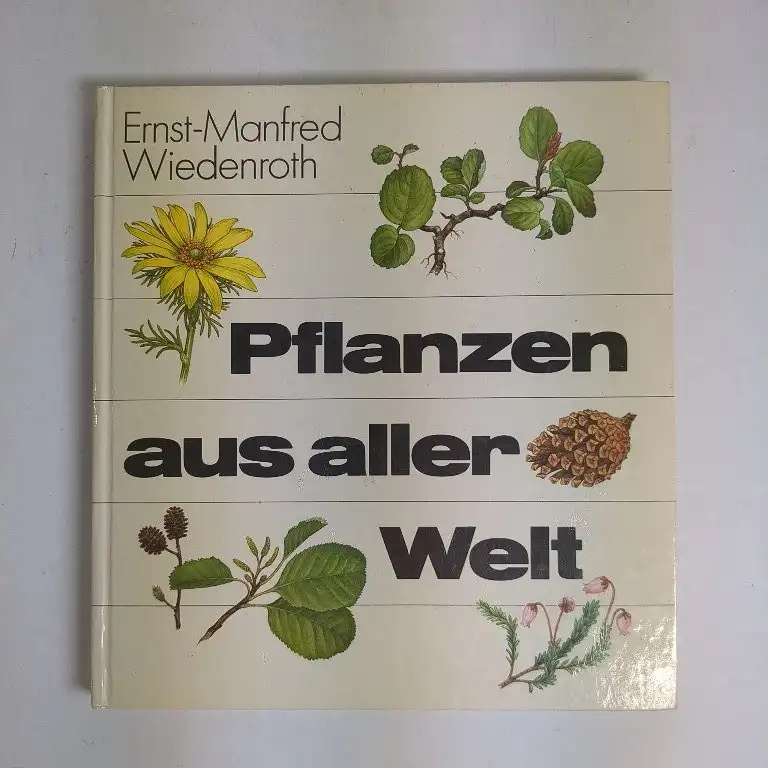 Ernst-Manfred
Wiedenroth
Pflanzen
aus aller
Welt